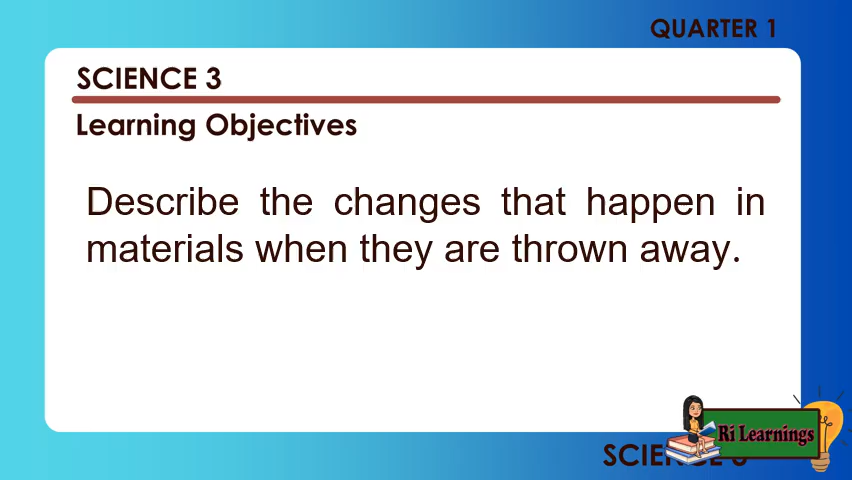 QUARTER 1
SCIENCE 3
Learning Objectives
Describe the changes that happen in
materials when they are thrown away.
Ri Learnings